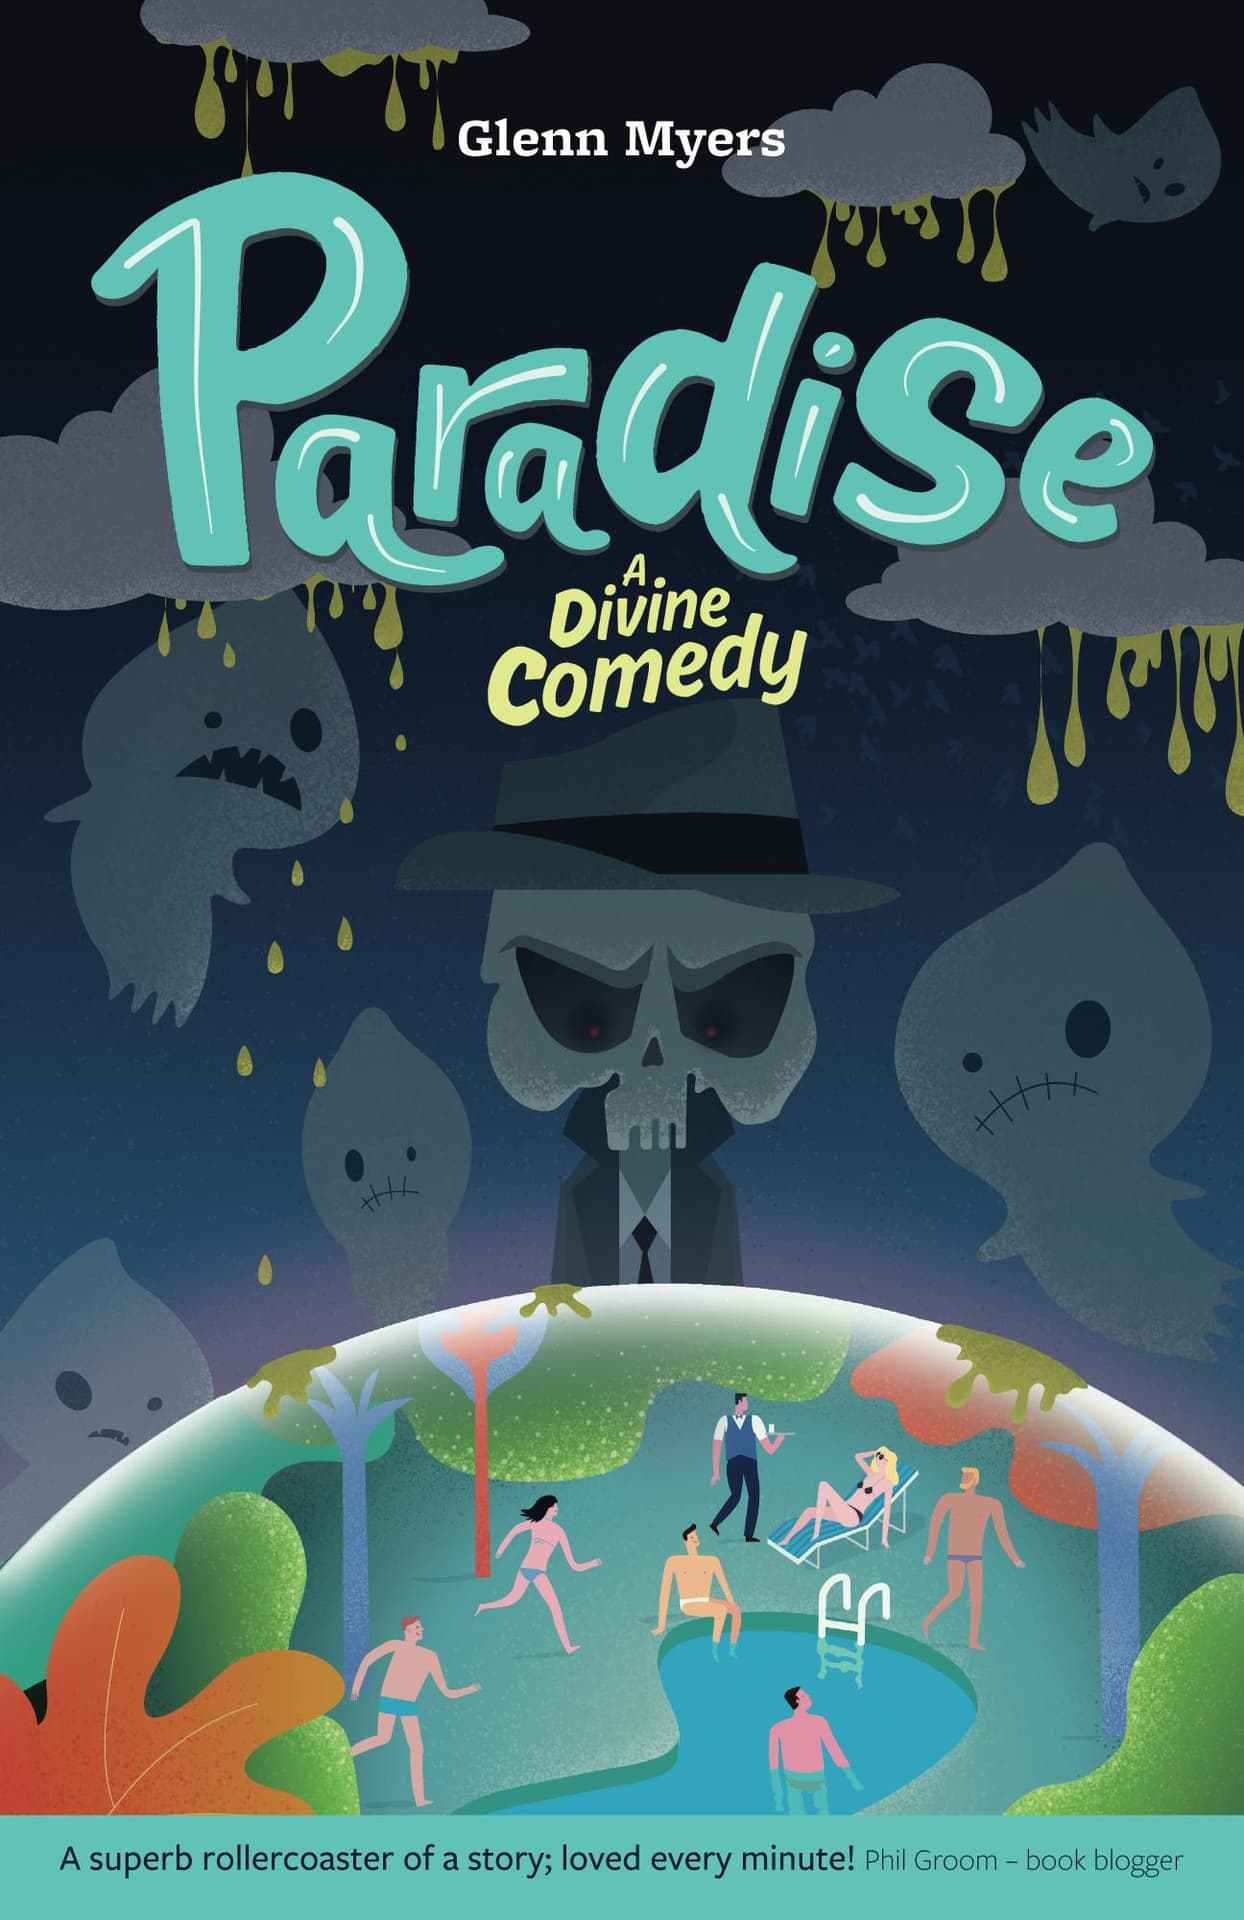 Glenn Myers
Paradise
A
Divine
Comedy
A superb rollercoaster of a story; loved every minute! Phil Groom – book blogger